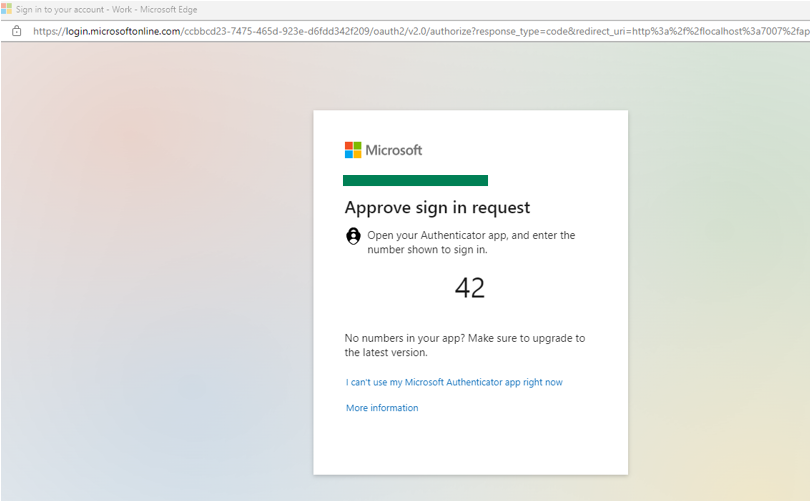 Sign in to your account - Work - Microsoft Edge
https://login.microsoftonline.com/ccbbcd23-7475-465d-923e-d6fdd342f209/oauth2/v2.0/authorize?response_type=code&redirect_uri=http%3a%2f%2flocalhost%3a7007%2fap
Microsoft
Approve sign in request
Open your Authenticator app, and enter the
number shown to sign in.
42
No numbers in your app? Make sure to upgrade to
the latest version.
I can't use my Microsoft Authenticator app right now
More information